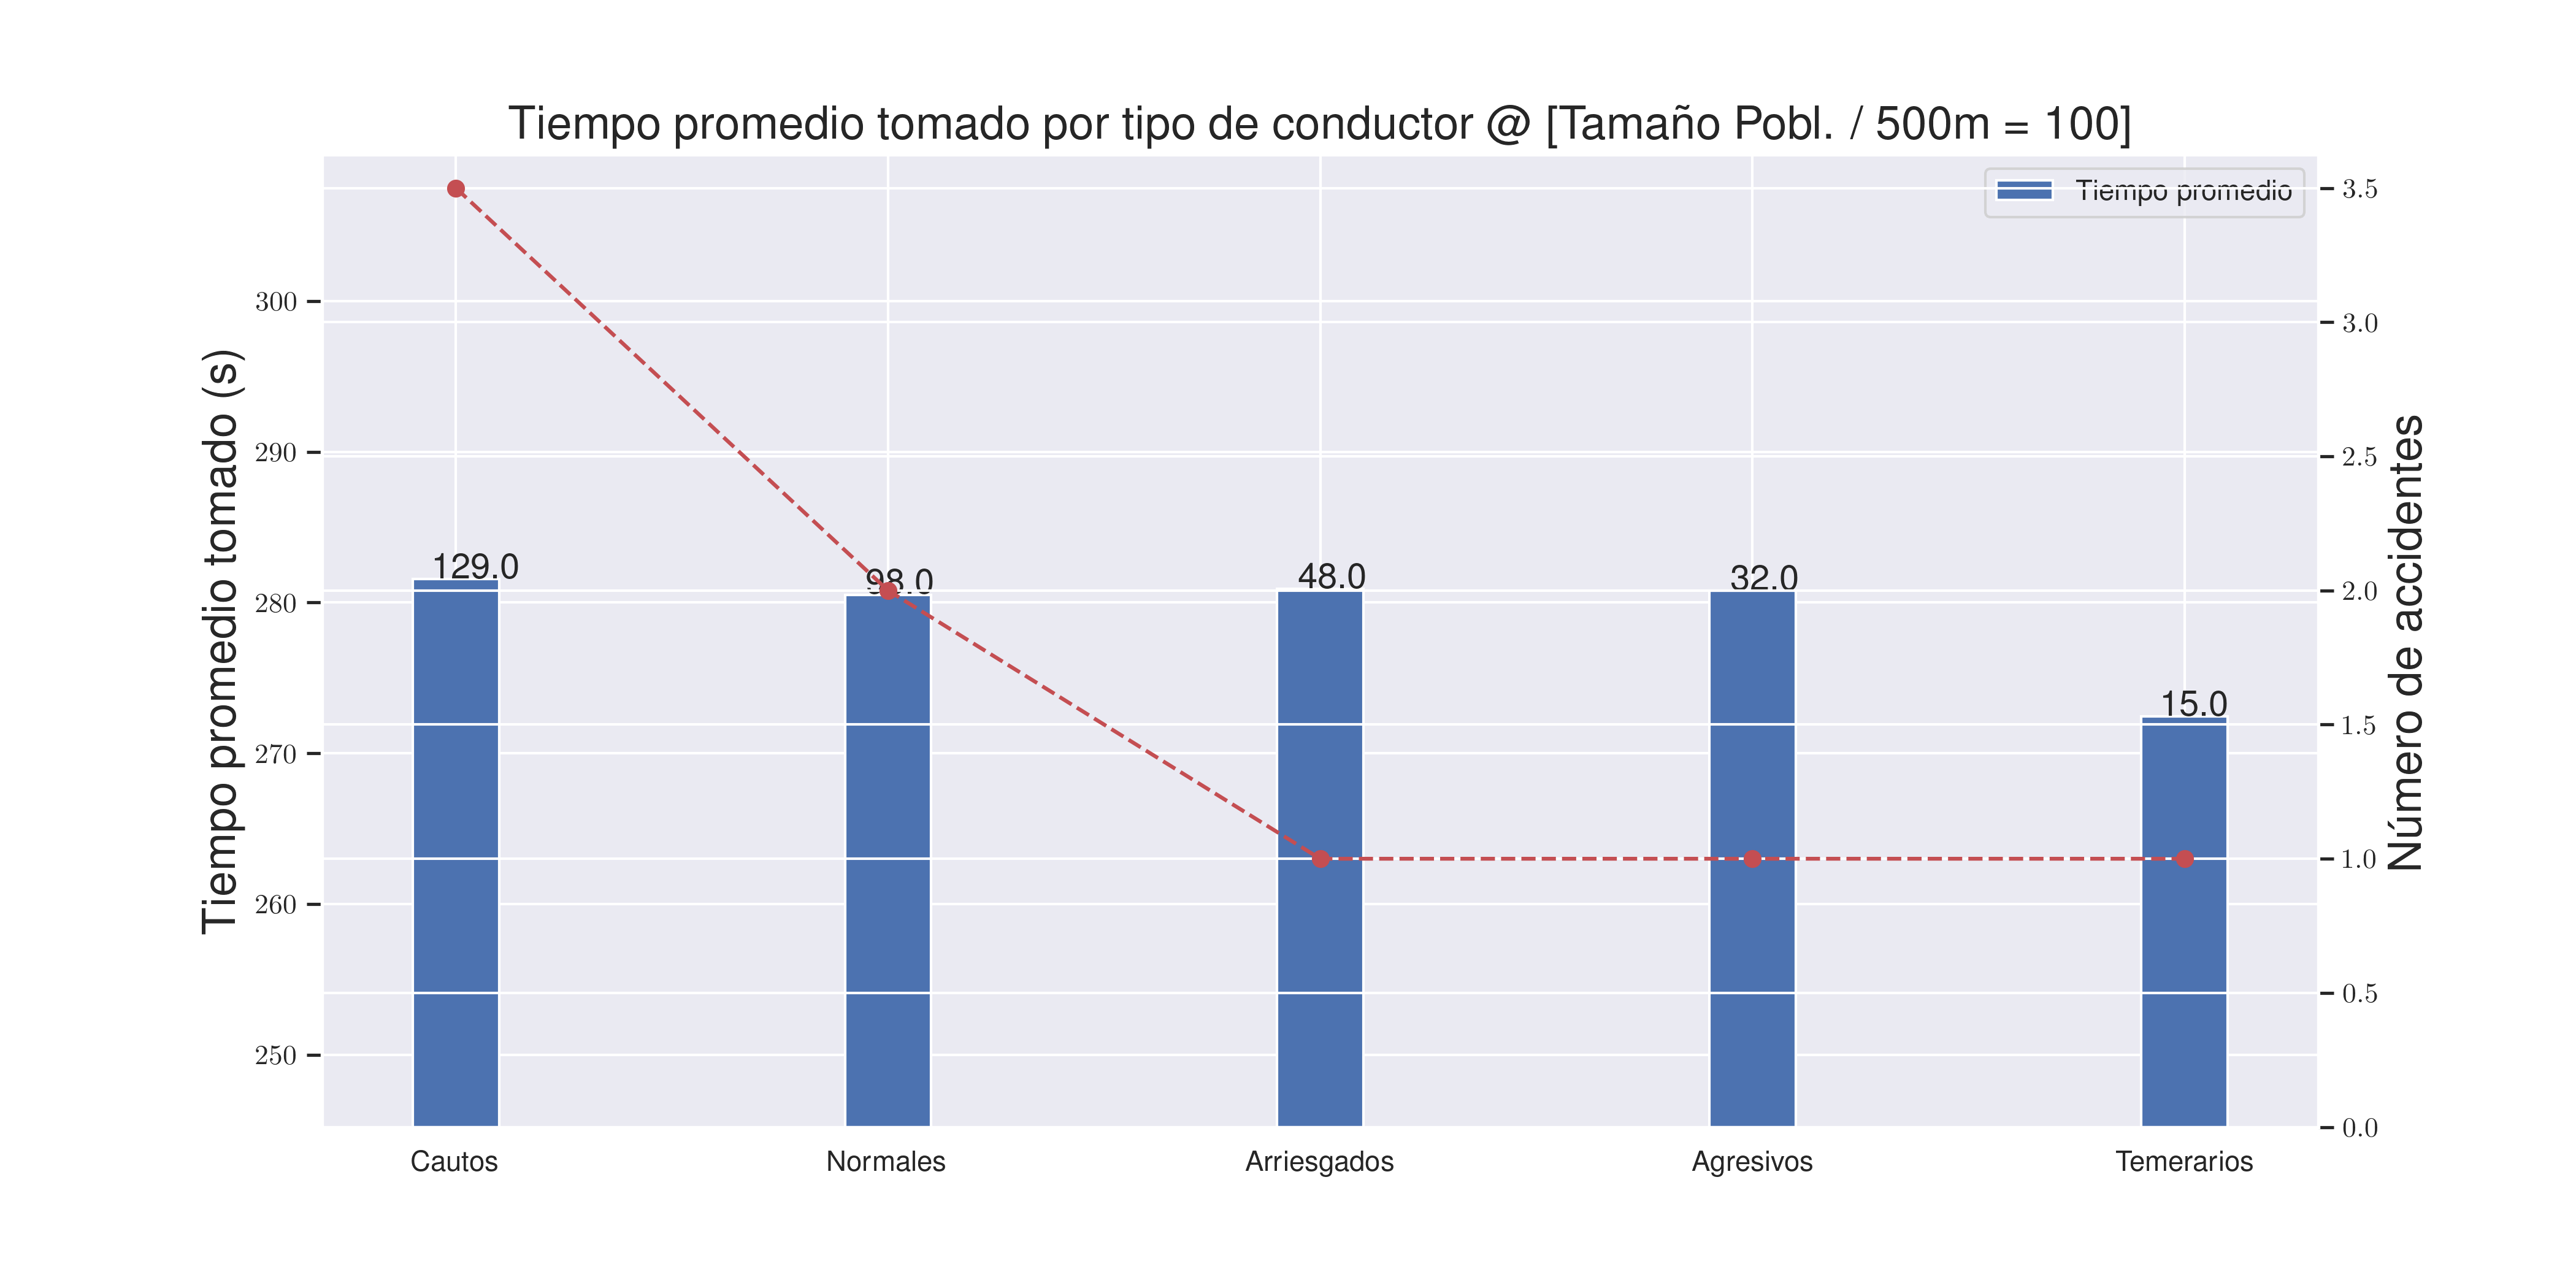 Tiempo promedio tomado por tipo de conductor @ [Tamaño Pobl. / 500m = 100]
Tiempo promedio
Tiempo promedio tomado (s)
300
290
280
270
260
250
3.5
3.0
2.5
2.0
1.5
1.0
0.5
0.0
Número de accidentes
129.0
98.0
48.0
32.0
15.0
Cautos
Normales
Arriesgados
Agresivos
Temerarios